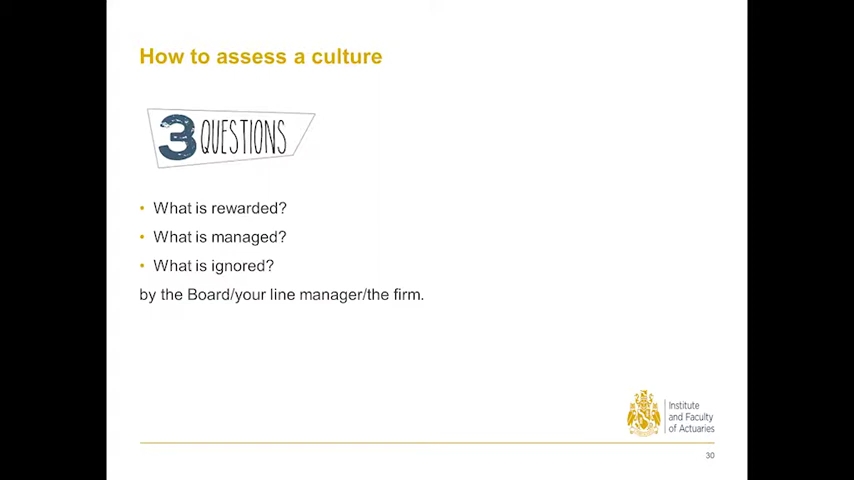 How to assess a culture
3 QUESTIONS
• What is rewarded?
• What is managed?
• What is ignored?
by the Board/your line manager/the firm.
Institute
and Faculty
of Actuaries
30